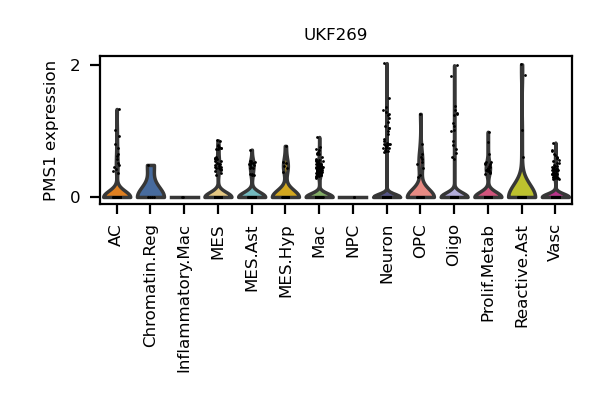 UKF269
PMS1 expression
2
0
AC
Chromatin.Reg
Inflammatory.Mac
MES
MES.Ast
MES.Hyp
Mac
NPC
Neuron
OPC
Oligo
Prolif.Metab
Reactive.Ast
Vasc